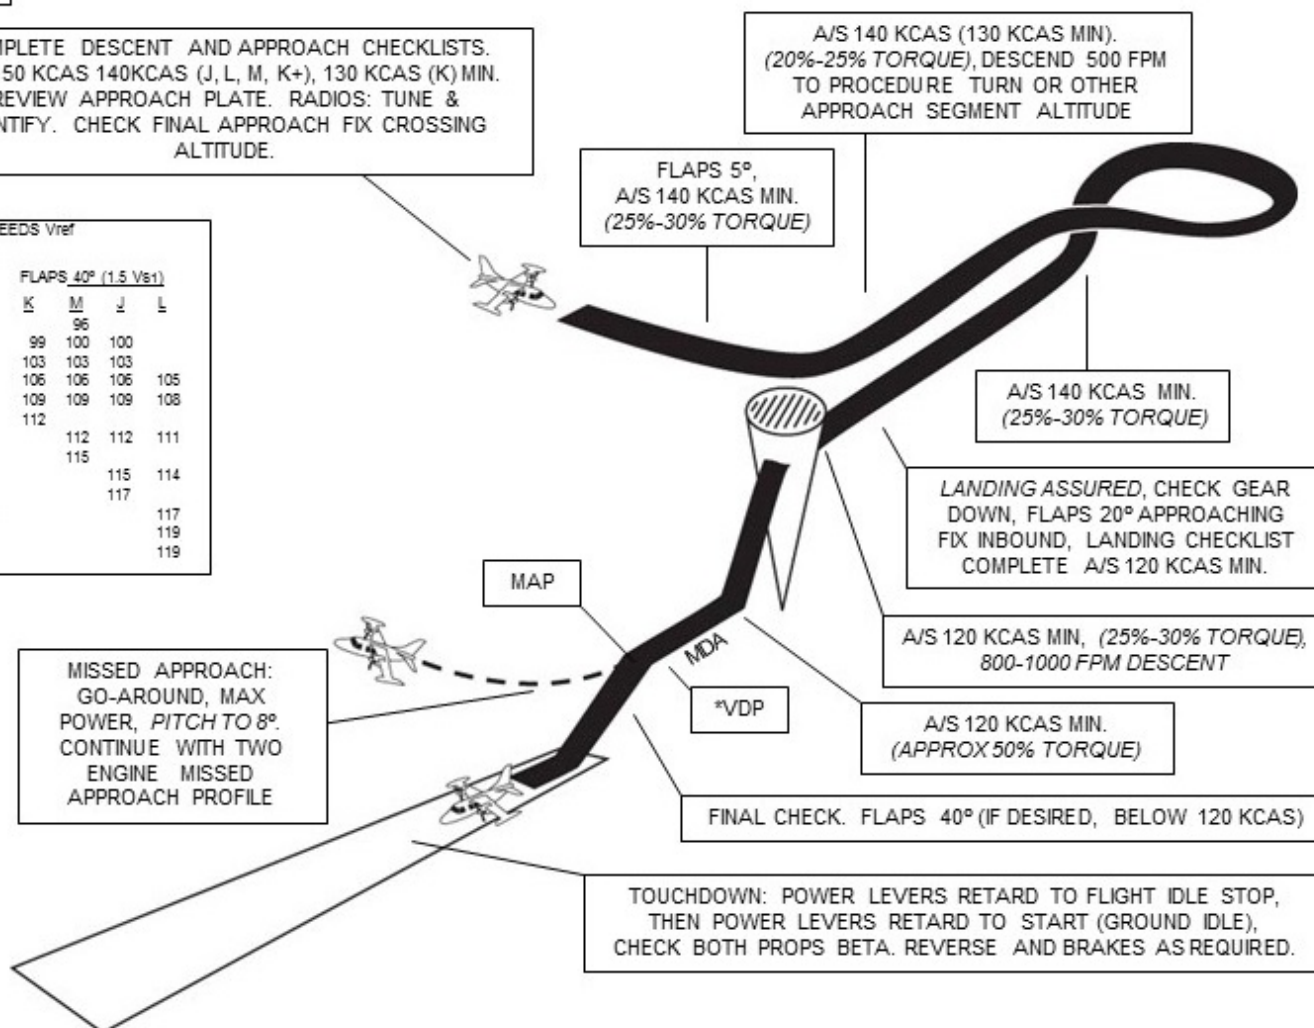 MPLETE DESCENT AND APPROACH CHECKLISTS.
50 KCAS 140KCAS (J, L, M, K+), 130 KCAS (K) MIN.
REVIEW APPROACH PLATE. RADIOS: TUNE &
NTIFY. CHECK FINAL APPROACH FIX CROSSING
ALTITUDE.
A/S 140 KCAS (130 KCAS MIN).
(20%-25% TORQUE), DESCEND 500 FPM
TO PROCEDURE TURN OR OTHER
APPROACH SEGMENT ALTITUDE
FLAPS 5º,
A/S 140 KCAS MIN.
(25%-30% TORQUE)
EEDS Vref
FLAPS 40º (1.5 Vs1)
K M J L
96
99 100 100
103 103 103
106 106 106 105
109 109 109 108
112
112 112 111
115
115 114
117
117
119
119
A/S 140 KCAS MIN.
(25%-30% TORQUE)
LANDING ASSURED, CHECK GEAR
DOWN, FLAPS 20º APPROACHING
FIX INBOUND, LANDING CHECKLIST
COMPLETE A/S 120 KCAS MIN.
MAP
A/S 120 KCAS MIN, (25%-30% TORQUE),
800-1000 FPM DESCENT
MDA
*VDP
MISSED APPROACH:
GO-AROUND, MAX
POWER, PITCH TO 8º.
CONTINUE WITH TWO
ENGINE MISSED
APPROACH PROFILE
A/S 120 KCAS MIN.
(APPROX 50% TORQUE)
FINAL CHECK. FLAPS 40º (IF DESIRED, BELOW 120 KCAS)
TOUCHDOWN: POWER LEVERS RETARD TO FLIGHT IDLE STOP,
THEN POWER LEVERS RETARD TO START (GROUND IDLE),
CHECK BOTH PROPS BETA. REVERSE AND BRAKES AS REQUIRED.